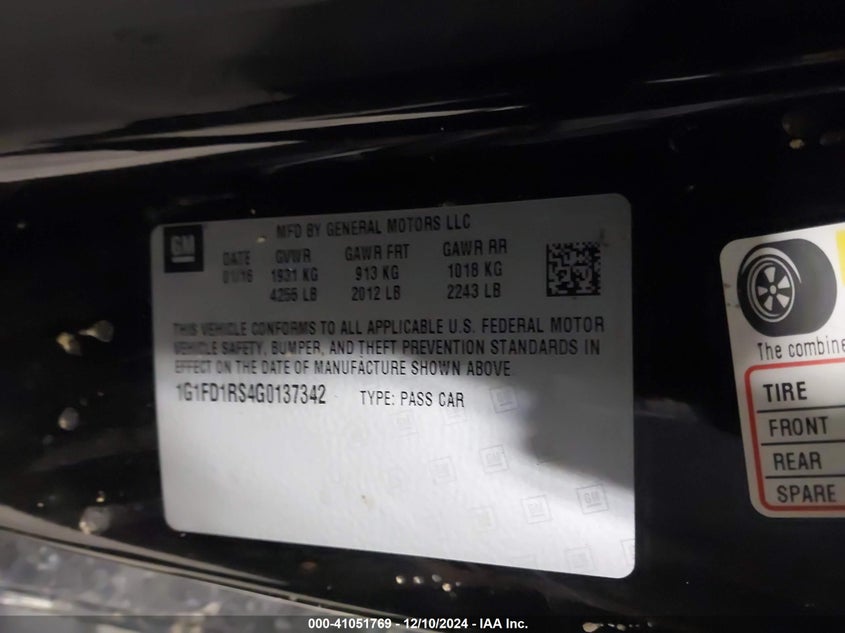 GM
MFD BY GENERAL MOTORS LLC
DATE GVWR GAWR FRT GAWR RR
01/16 1931 KG 913 KG 1018 KG
4255 LB 2012 LB 2243 LB
THIS VEHICLE CONFORMS TO ALL APPLICABLE U.S. FEDERAL MOTOR
VEHICLE SAFETY, BUMPER, AND THEFT PREVENTION STANDARDS IN
EFFECT ON THE DATE OF MANUFACTURE SHOWN ABOVE
1G1FD1RS4G0137342 TYPE: PASS CAR
The combine
TIRE
FRONT
REAR
SPARE
000-41051769 - 12/10/2024 - IAA Inc.